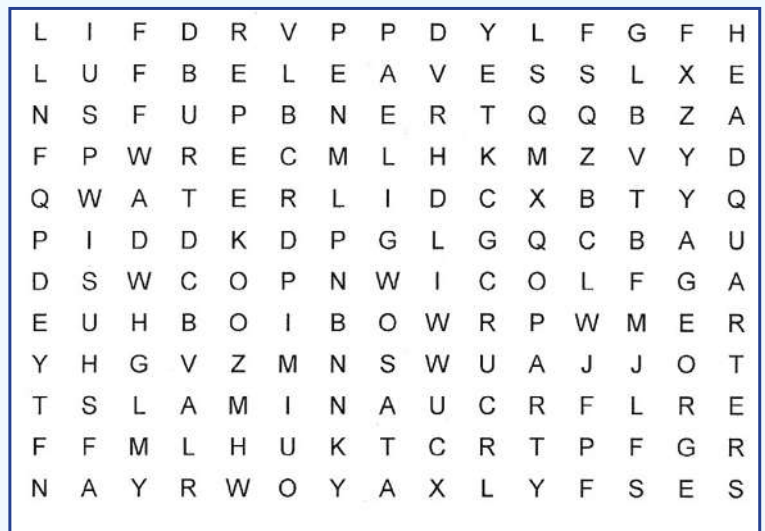 L I F D R V P P D Y L F G F H
L U F B E L E A V E S S L X E
N S F U P B N E R T Q Q B Z A
F P W R E C M L H K M Z V Y D
Q W A T E R L I D C X B T Y Q
P I D D K D P G L G Q C B A U
D S W C O P N W I C O L F G A
E U H B O I B O W R P W M E R
Y H G V Z M N S W U A J J O T
T S L A M I N A U C R F L R E
F F M L H U K T C R T P F G R
N A Y R W O Y A X L Y F S E S